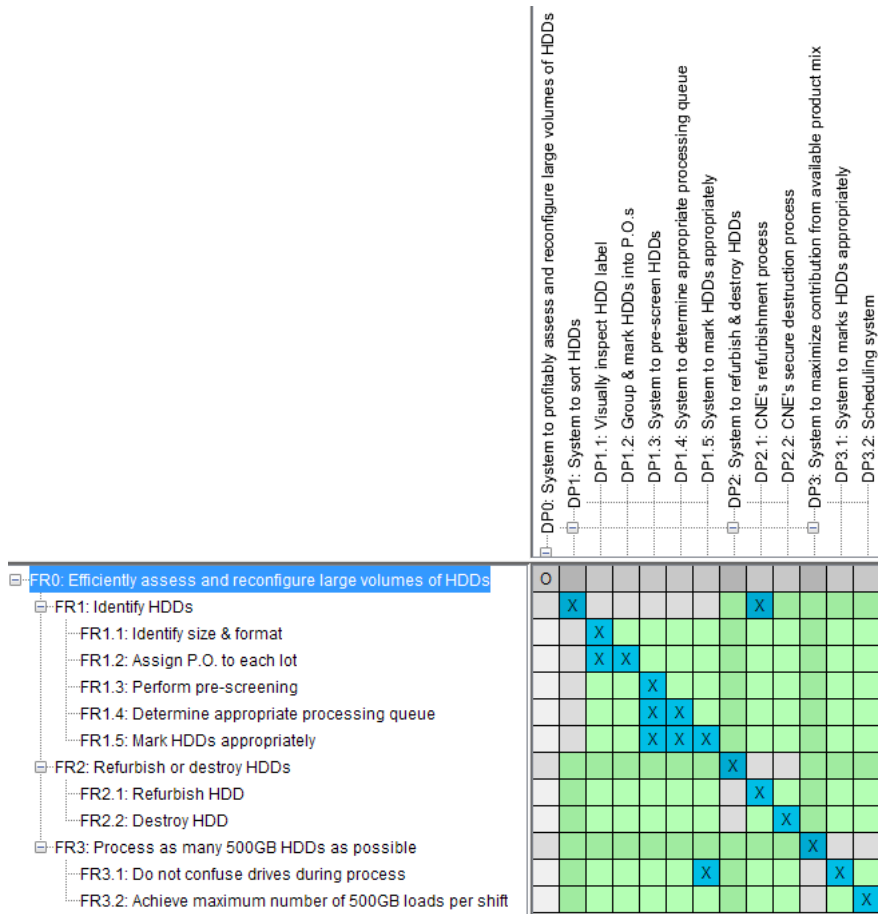 DP0: System to profitably assess and reconfigure large volumes of HDDs
DP1: System to sort HDDs
DP1.1: Visually inspect HDD label
DP1.2: Group & mark HDDs into P.O.s
DP1.3: System to pre-screen HDDs
DP1.4: System to determine appropriate processing queue
DP1.5: System to mark HDDs appropriately
DP2: System to refurbish & destroy HDDs
DP2.1: CNE's refurbishment process
DP2.2: CNE's secure destruction process
DP3: System to maximize contribution from available product mix
DP3.1: System to marks HDDs appropriately
DP3.2: Scheduling system
FR0: Efficiently assess and reconfigure large volumes of HDDs O
FR1: Identify HDDs X X
FR1.1: Identify size & format X
FR1.2: Assign P.O. to each lot X X
FR1.3: Perform pre-screening X
FR1.4: Determine appropriate processing queue X X
FR1.5: Mark HDDs appropriately X X X
FR2: Refurbish or destroy HDDs X
FR2.1: Refurbish HDD X
FR2.2: Destroy HDD X
FR3: Process as many 500GB HDDs as possible X
FR3.1: Do not confuse drives during process X X
FR3.2: Achieve maximum number of 500GB loads per shift X